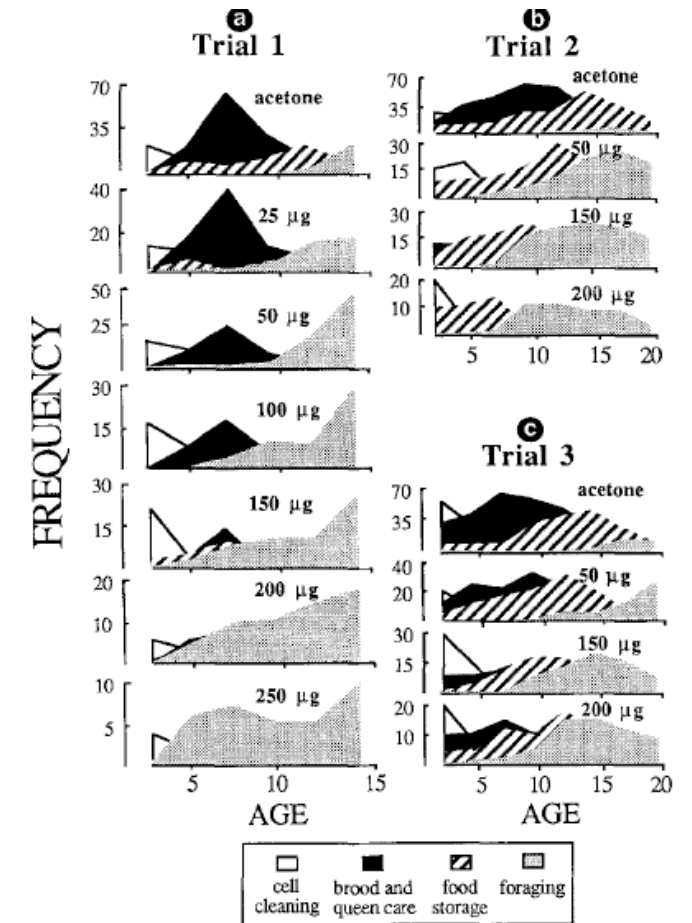 a
Trial 1
FREQUENCY
acetone
70
35
25 µg
40
20
50 µg
50
25
100 µg
30
15
150 µg
30
15
200 µg
20
10
250 µg
10
5
5 10 15
AGE
b
Trial 2
acetone
70
35
50 µg
30
15
150 µg
30
15
200 µg
20
10
5 10 15 20
c
Trial 3
acetone
70
35
50 µg
40
20
150 µg
30
15
200 µg
20
10
5 10 15 20
AGE
cell
cleaning
brood and
queen care
food
storage
foraging